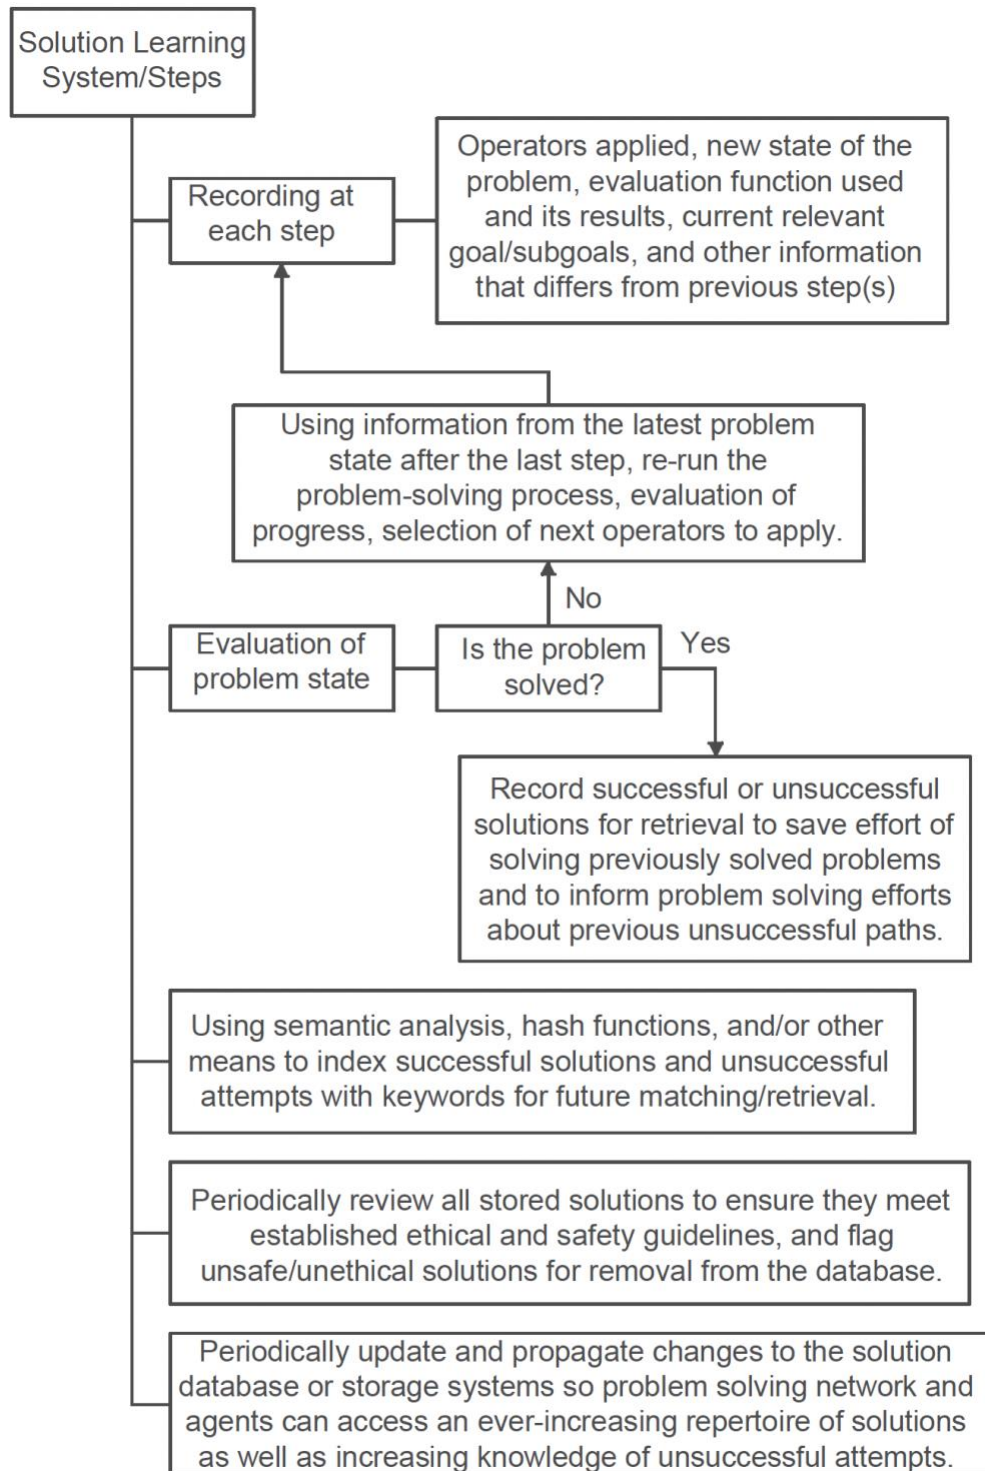 Solution Learning
System/Steps
Recording at
each step
Operators applied, new state of the
problem, evaluation function used
and its results, current relevant
goal/subgoals, and other information
that differs from previous step(s)
Using information from the latest problem
state after the last step, re-run the
problem-solving process, evaluation of
progress, selection of next operators to apply.
No
Evaluation of
problem state
Is the problem
solved?
Yes
Record successful or unsuccessful
solutions for retrieval to save effort of
solving previously solved problems
and to inform problem solving efforts
about previous unsuccessful paths.
Using semantic analysis, hash functions, and/or other
means to index successful solutions and unsuccessful
attempts with keywords for future matching/retrieval.
Periodically review all stored solutions to ensure they meet
established ethical and safety guidelines, and flag
unsafe/unethical solutions for removal from the database.
Periodically update and propagate changes to the solution
database or storage systems so problem solving network and
agents can access an ever-increasing repertoire of solutions
as well as increasing knowledge of unsuccessful attempts.